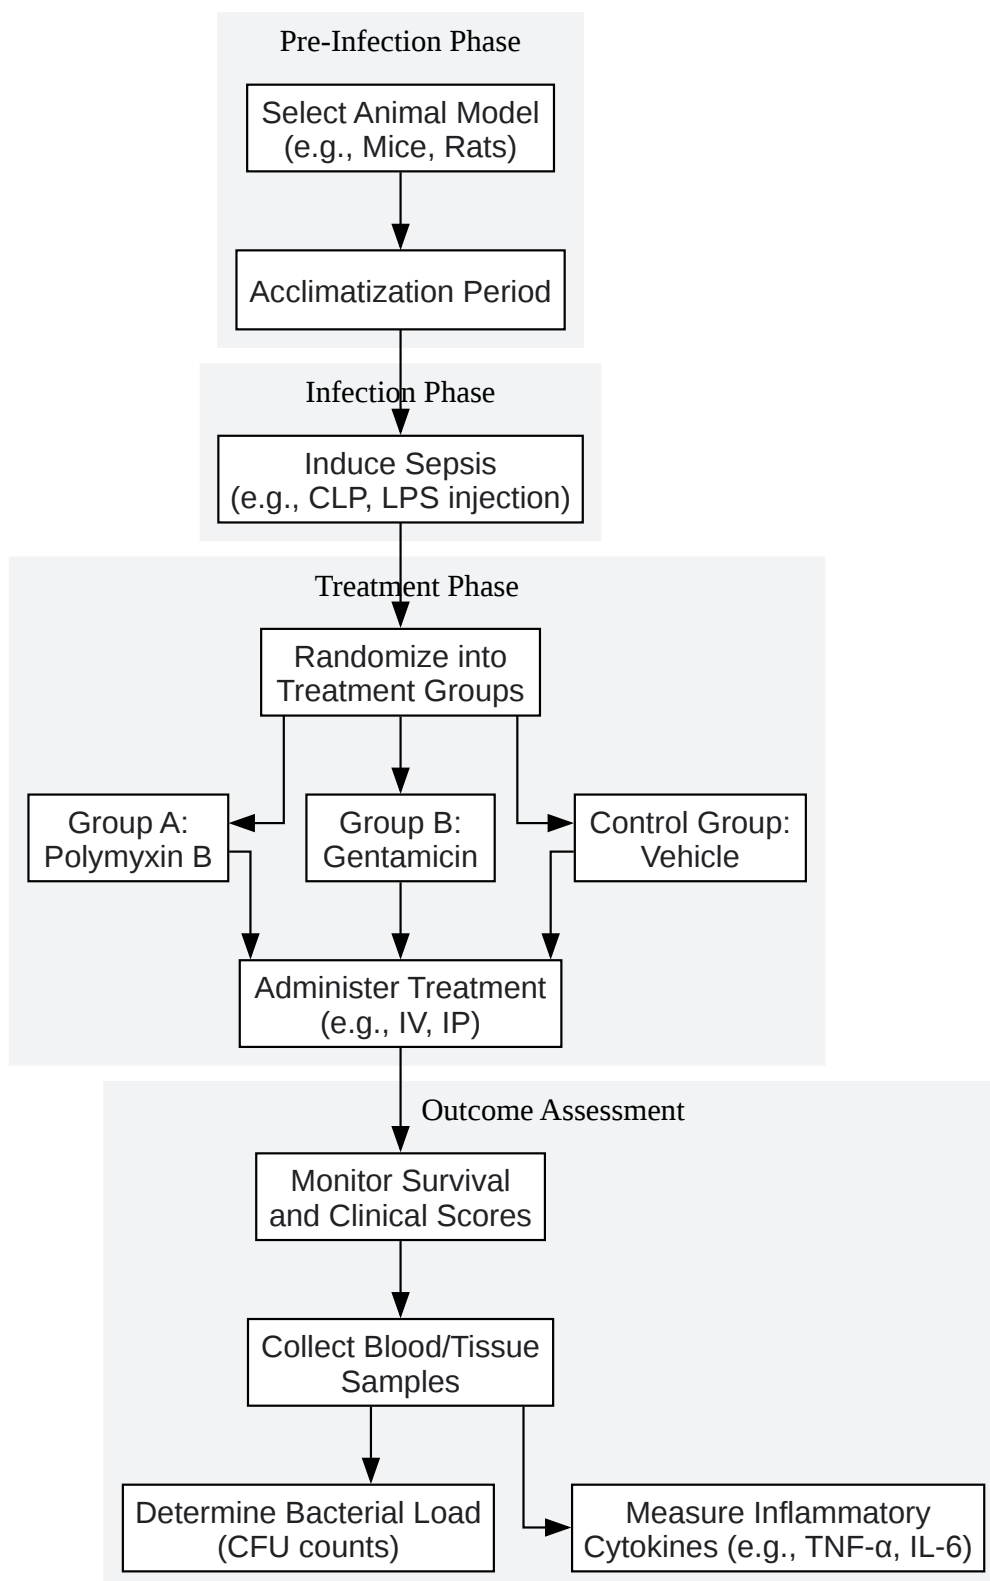 Pre-Infection Phase
Select Animal Model
(e.g., Mice, Rats)
Acclimatization Period
Infection Phase
Induce Sepsis
(e.g., CLP, LPS injection)
Treatment Phase
Randomize into
Treatment Groups
Group A:
Polymyxin B
Group B:
Gentamicin
Control Group:
Vehicle
Administer Treatment
(e.g., IV, IP)
Outcome Assessment
Monitor Survival
and Clinical Scores
Collect Blood/Tissue
Samples
Determine Bacterial Load
(CFU counts)
Measure Inflammatory
Cytokines (e.g., TNF-α, IL-6)